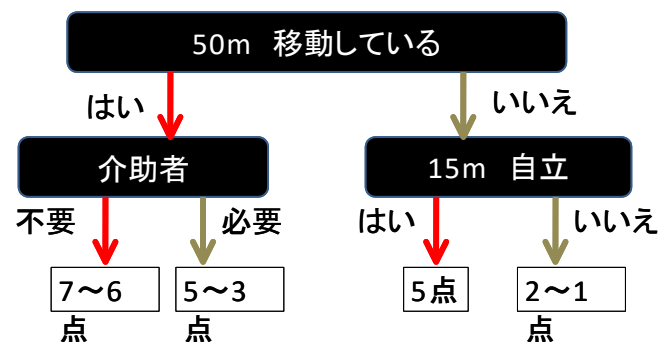 50m 移動している
はい
いいえ
介助者
15m 自立
不要
必要
はい
いいえ
7〜6
点
5〜3
点
5点
2〜1
点